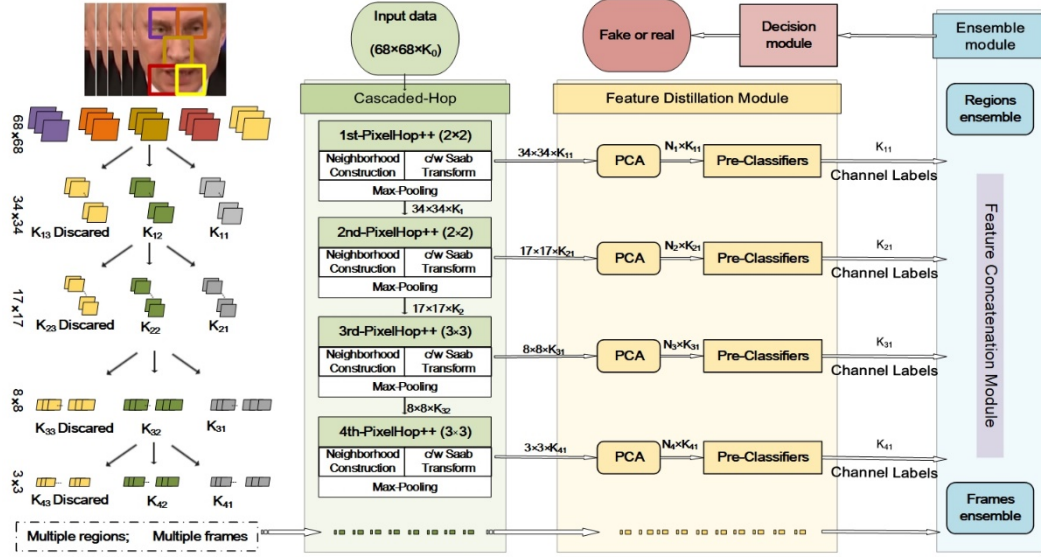 68×68
34×34
K13 Discared
K12
K11
17×17
K23 Discared
K22
K21
8×8
K33 Discared
K32
K31
3×3
K43 Discared
K42
K41
Multiple regions; Multiple frames
Input data
(68×68×K0)
Cascaded-Hop
1st-PixelHop++ (2×2)
Neighborhood
Construction
c/w Saab
Transform
Max-Pooling
34×34×K1
2nd-PixelHop++ (2×2)
Neighborhood
Construction
c/w Saab
Transform
Max-Pooling
17×17×K2
3rd-PixelHop++ (3×3)
Neighborhood
Construction
c/w Saab
Transform
Max-Pooling
8×8×K32
4th-PixelHop++ (3×3)
Neighborhood
Construction
c/w Saab
Transform
Max-Pooling
Fake or real
Decision
module
Ensemble
module
Feature Distillation Module
34×34×K11
PCA
N1×K11
Pre-Classifiers
K11
Channel Labels
17×17×K21
PCA
N2×K21
Pre-Classifiers
K21
Channel Labels
8×8×K31
PCA
N3×K31
Pre-Classifiers
K31
Channel Labels
3×3×K41
PCA
N4×K41
Pre-Classifiers
K41
Channel Labels
Regions
ensemble
Feature Concatenation Module
Frames
ensemble